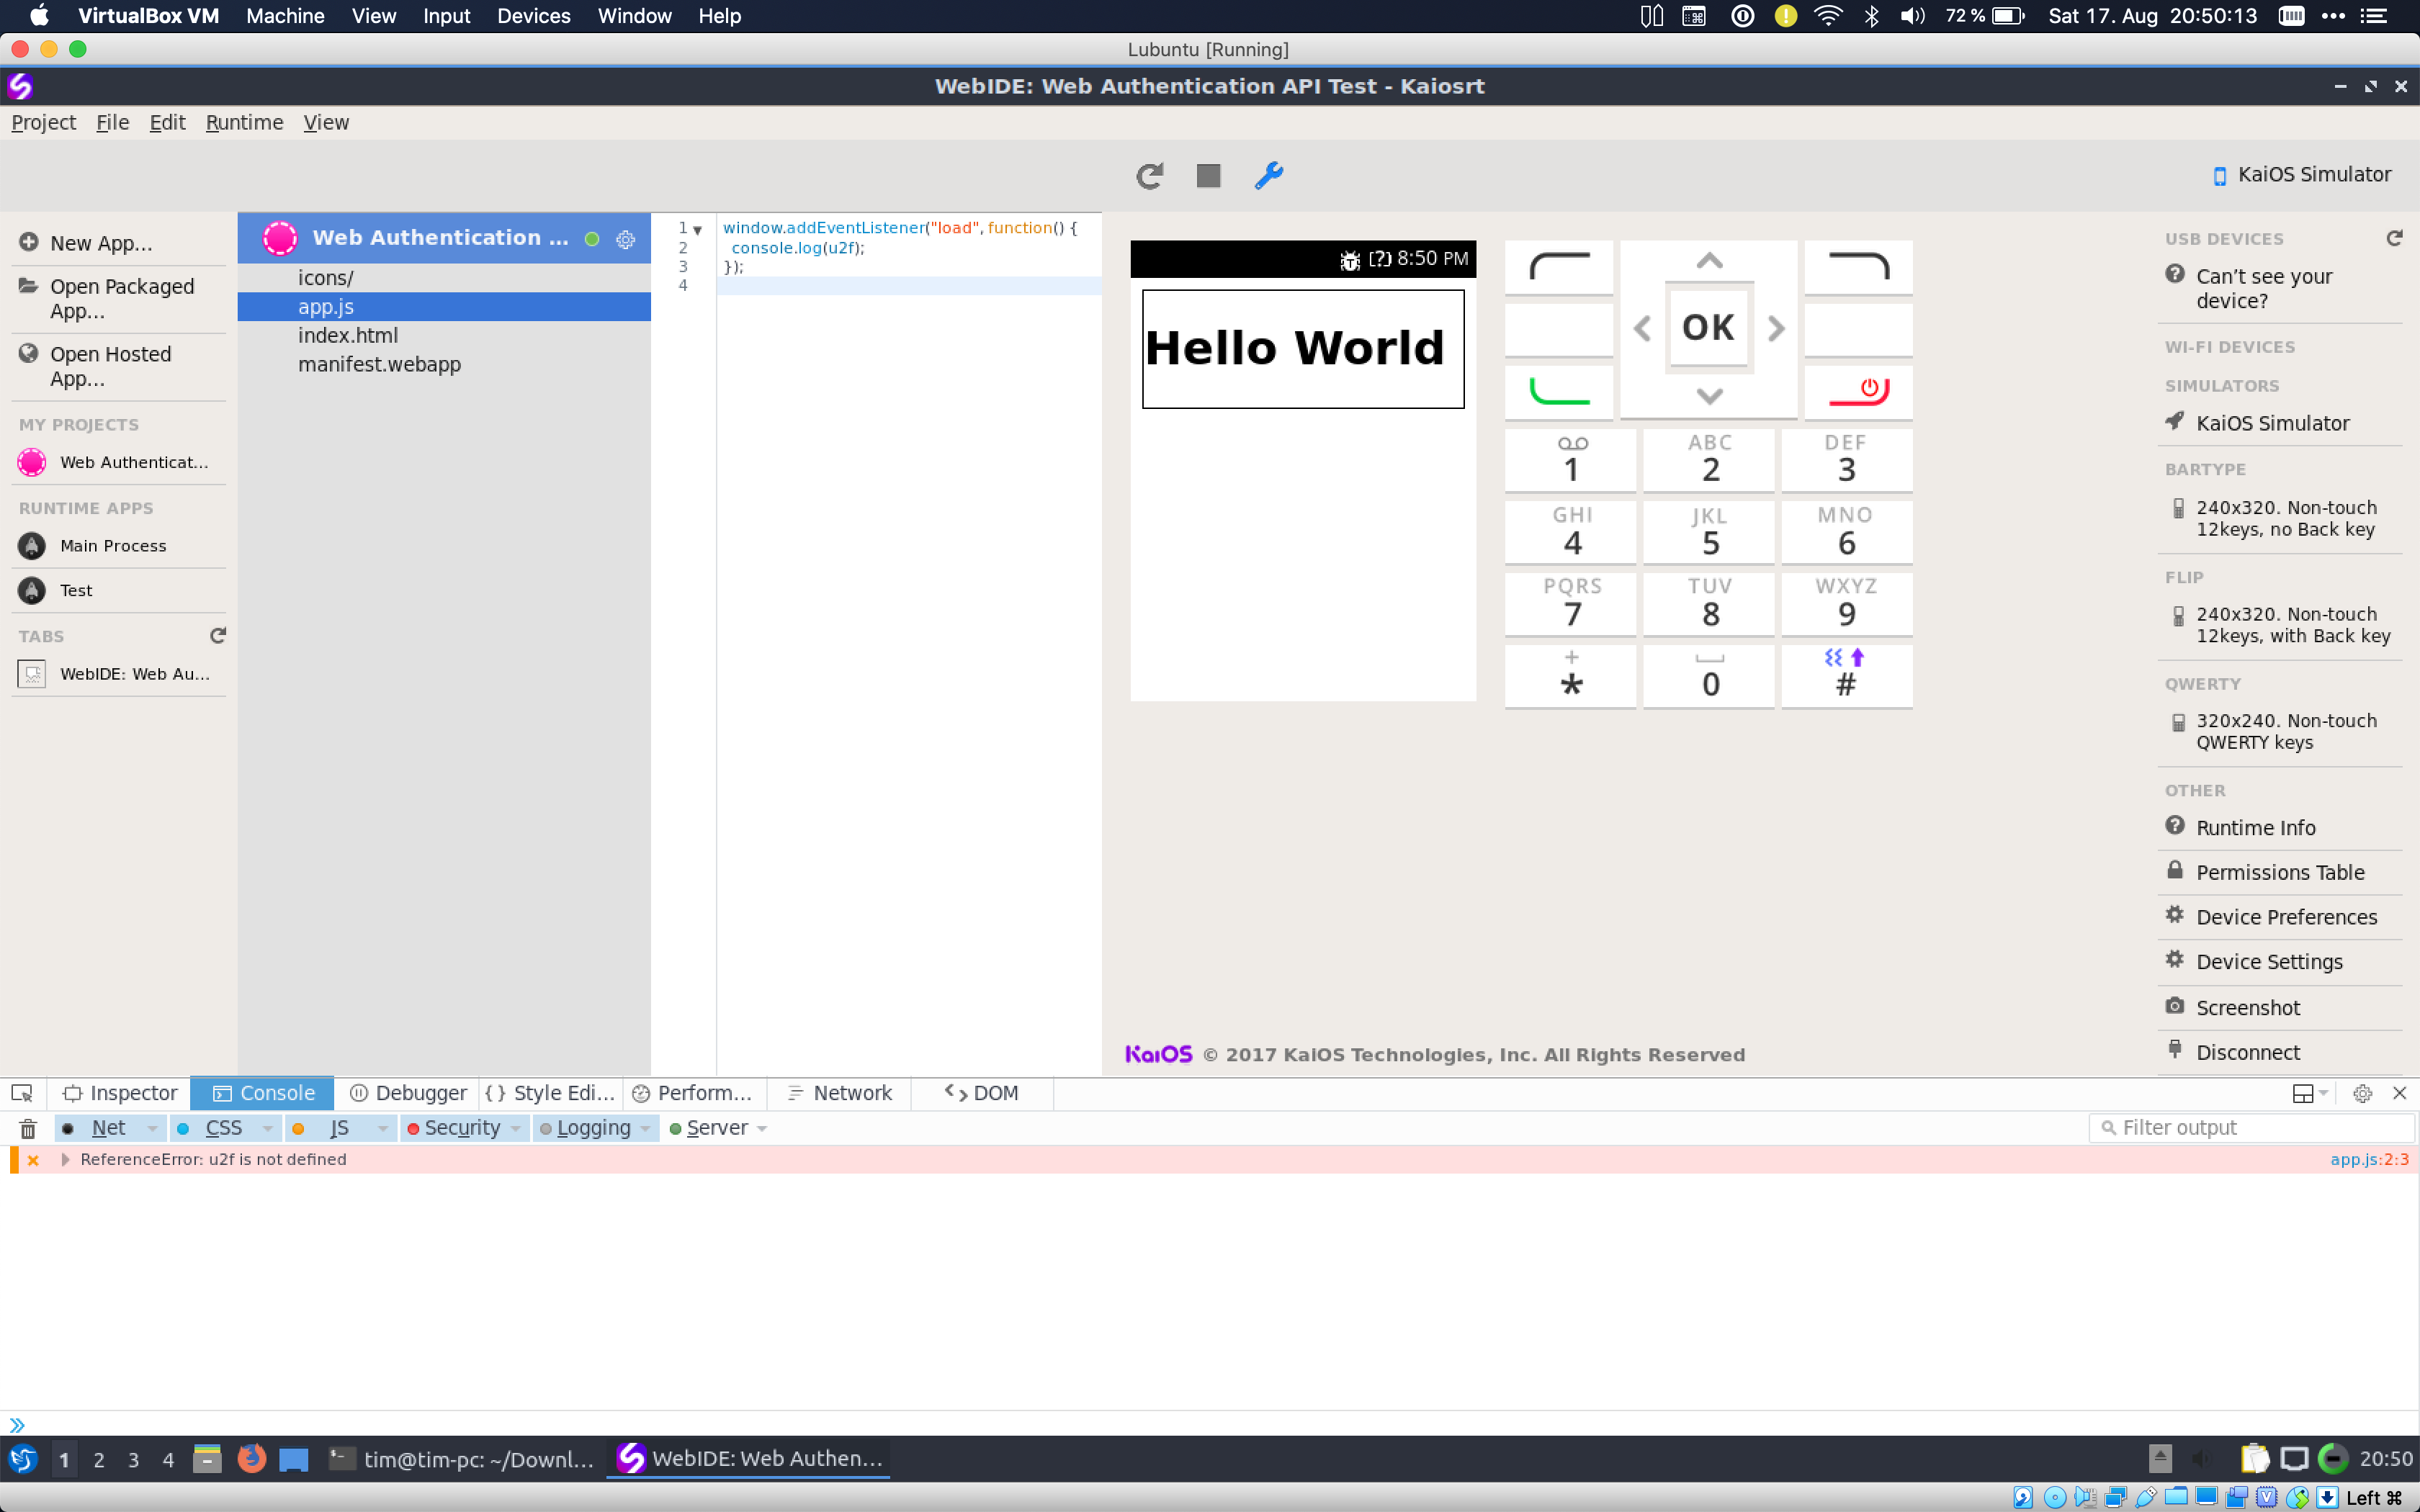 VirtualBox VM Machine View Input Devices Window Help 72 % Sat 17. Aug 20:50:13
Lubuntu [Running]
WebIDE: Web Authentication API Test - Kaiosrt
Project File Edit Runtime View
KaiOS Simulator
New App...
Open Packaged
App...
Open Hosted
App...
MY PROJECTS
Web Authenticat...
RUNTIME APPS
Main Process
Test
TABS
WebIDE: Web Au...
Web Authentication ...
icons/
app.js
index.html
manifest.webapp
1 window.addEventListener("load", function() {
2 console.log(u2f);
3 });
4
8:50 PM
Hello World
OK
1
ABC
2
DEF
3
GHI
4
JKL
5
MNO
6
PQRS
7
TUV
8
WXYZ
9
+
*
0
#
KaiOS © 2017 KaiOS Technologies, Inc. All Rights Reserved
USB DEVICES
Can't see your
device?
WI-FI DEVICES
SIMULATORS
KaiOS Simulator
BARTYPE
240x320. Non-touch
12keys, no Back key
FLIP
240x320. Non-touch
12keys, with Back key
QWERTY
320x240. Non-touch
QWERTY keys
OTHER
Runtime Info
Permissions Table
Device Preferences
Device Settings
Screenshot
Disconnect
Inspector Console Debugger { } Style Edi... Perform... Network DOM
Net CSS JS Security Logging Server Filter output
ReferenceError: u2f is not defined app.js:2:3
1 2 3 4 tim@tim-pc: ~/Downl... WebIDE: Web Authen... 20:50
Left ⌘